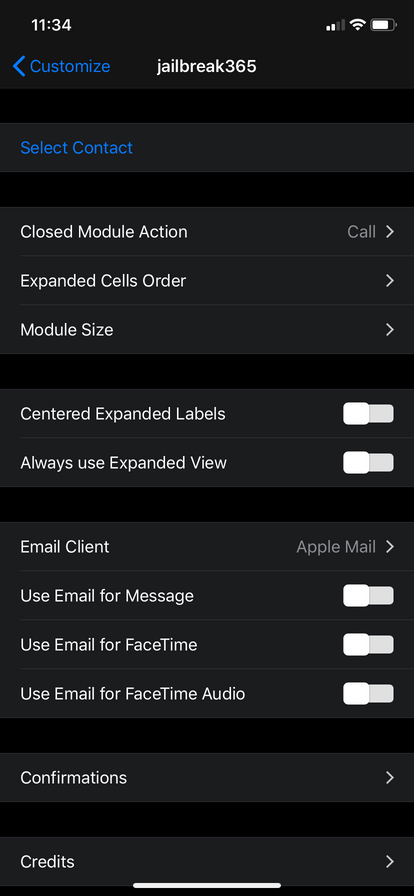 11:34
Customize
jailbreak365
Select Contact
Closed Module Action Call
Expanded Cells Order
Module Size
Centered Expanded Labels
Always use Expanded View
Email Client Apple Mail
Use Email for Message
Use Email for FaceTime
Use Email for FaceTime Audio
Confirmations
Credits